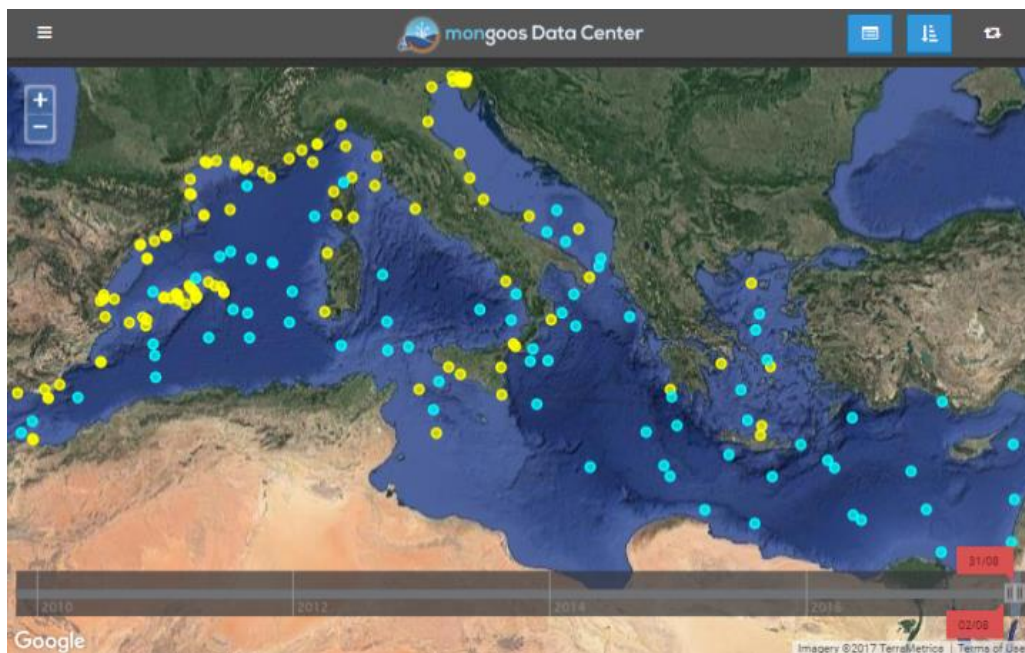 mongoos Data Center
+
−
31/08
2010
2012
2014
2016
02/08
Google
Imagery ©2017 TerraMetrics
Terms of Use